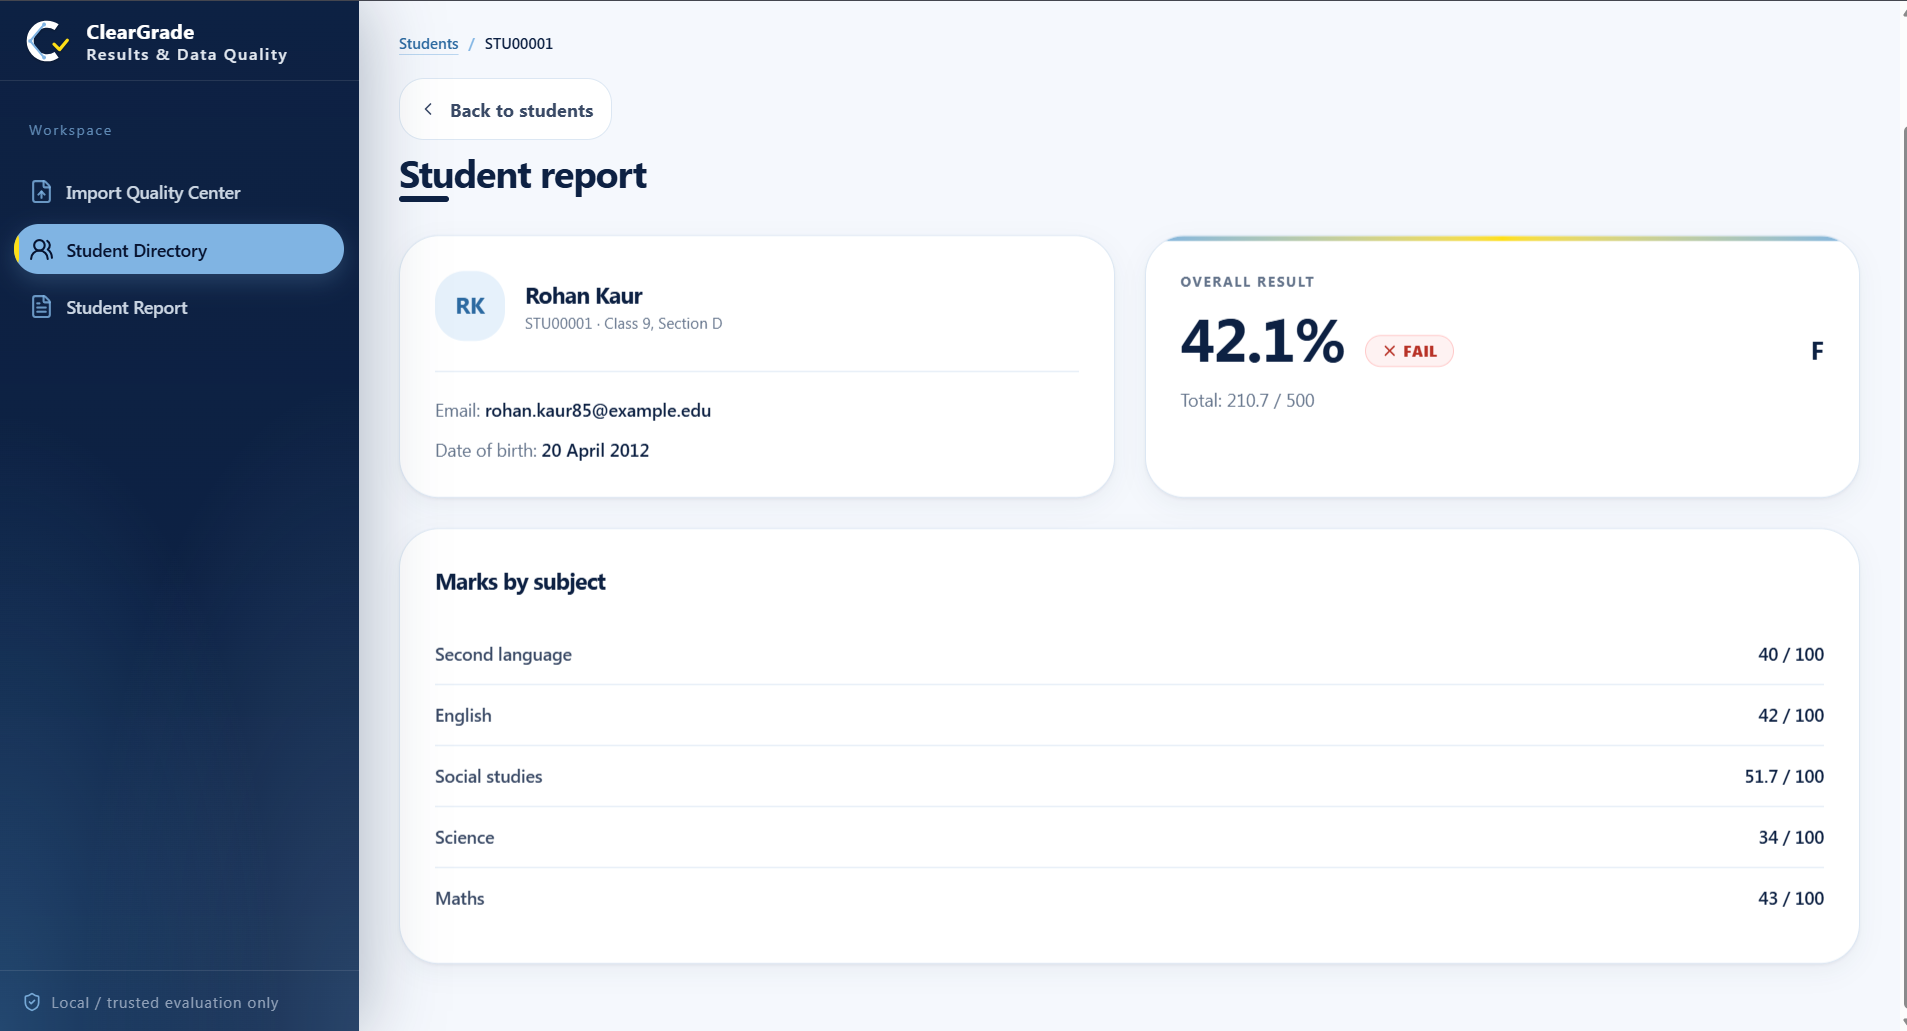 ClearGrade
Results & Data Quality
Workspace
Import Quality Center
Student Directory
Student Report
Local / trusted evaluation only
Students / STU00001
Back to students
Student report
RK
Rohan Kaur
STU00001 · Class 9, Section D
Email: rohan.kaur85@example.edu
Date of birth: 20 April 2012
OVERALL RESULT
42.1% FAIL F
Total: 210.7 / 500
Marks by subject
Second language 40 / 100
English 42 / 100
Social studies 51.7 / 100
Science 34 / 100
Maths 43 / 100